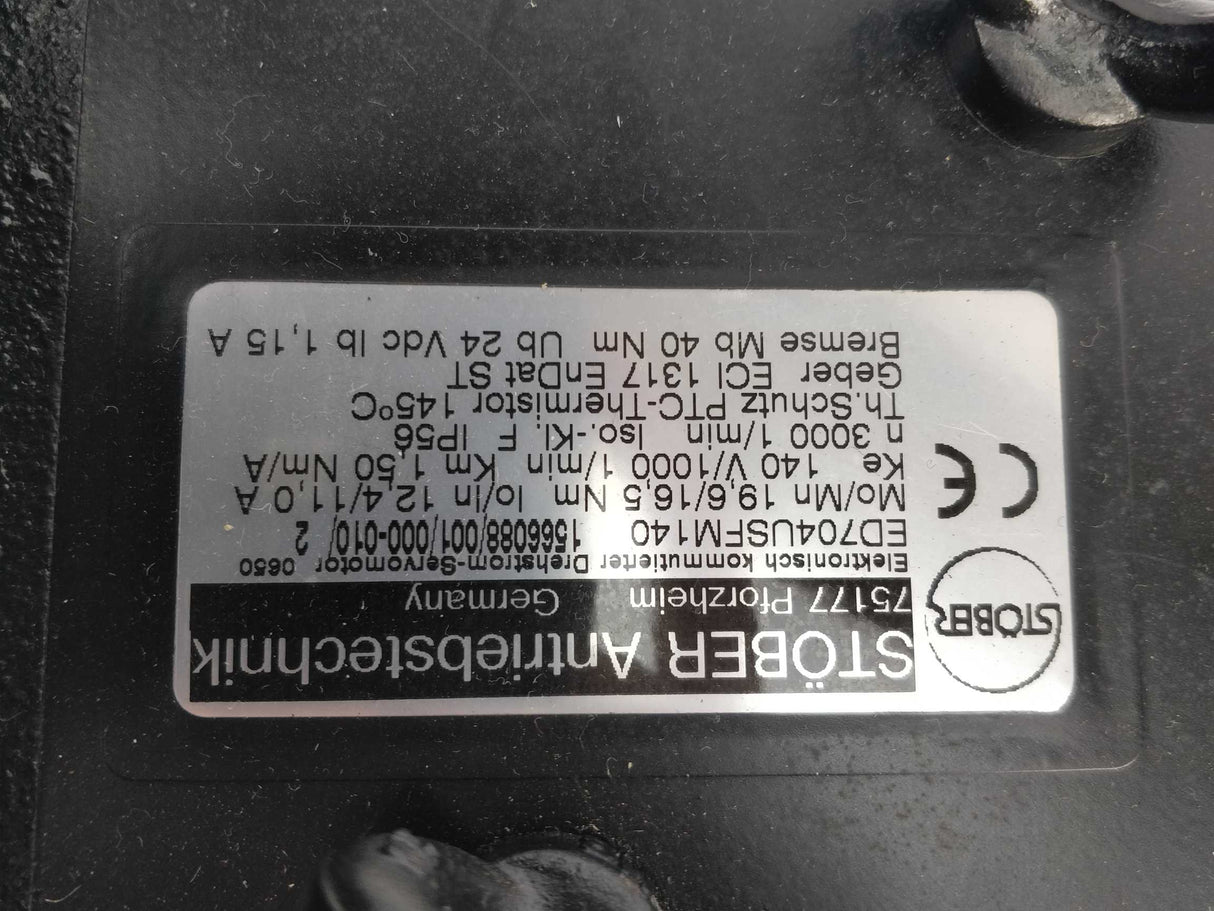 STÖBER
STÖBER Antriebstechnik
75177 Pforzheim Germany
Elektronisch kommutierter Drehstrom-Servomotor 0650
ED704USFM140 1566088/001/000-010/ 2
Mo/Mn 19,6/16,5 Nm Io/In 12,4/11,0 A
Ke 140 V/1000 1/min Km 1,50 Nm/A
n 3000 1/min Iso.-Kl. F IP56
Th.Schutz PTC-Thermistor 145°C
Geber ECI 1317 EnDat ST
Bremse Mb 40 Nm Ub 24 Vdc Ib 1,15 A
CE